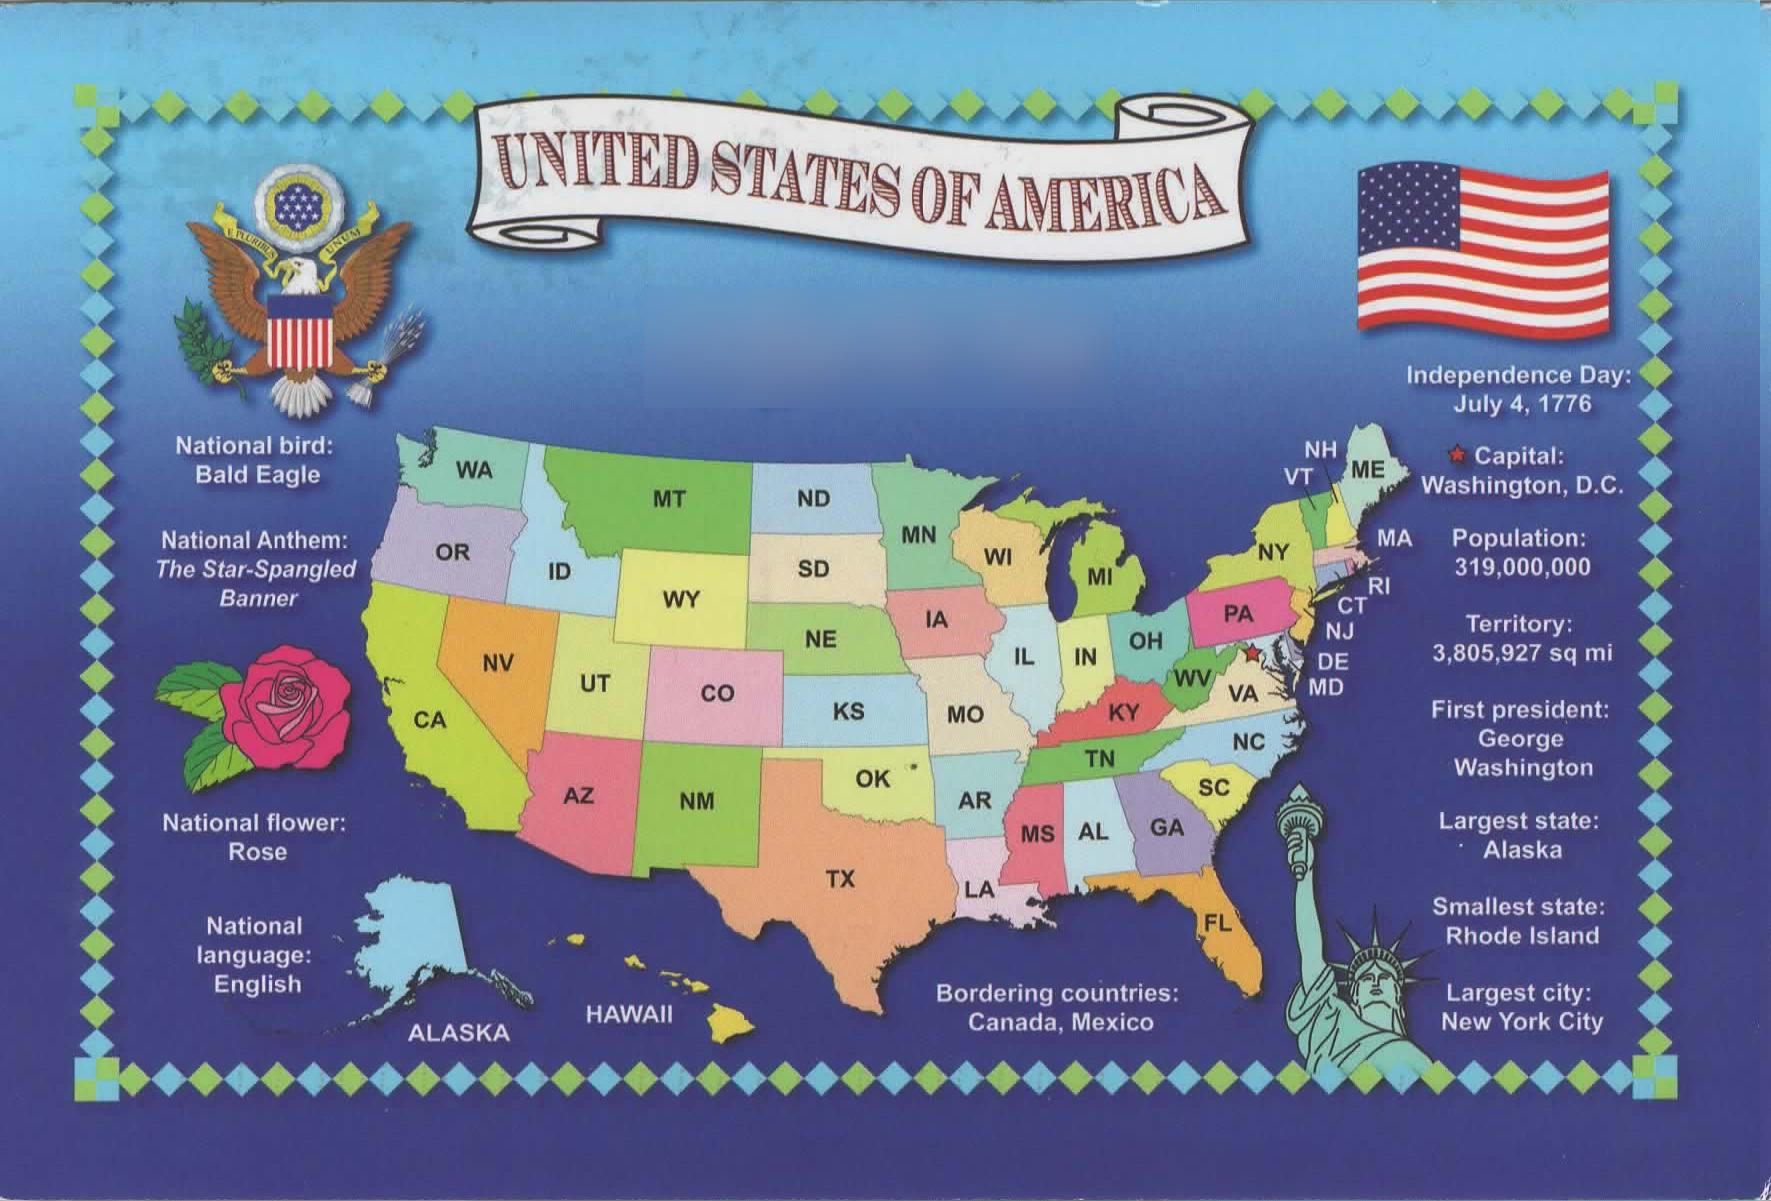 UNITED STATES OF AMERICA
E PLURIBUS UNUM
National bird:
Bald Eagle
National Anthem:
The Star-Spangled
Banner
National flower:
Rose
National
language:
English
ALASKA
HAWAII
WA
OR
CA
ID
NV
MT
WY
UT
AZ
CO
NM
ND
SD
NE
KS
OK
TX
MN
IA
MO
AR
LA
WI
IL
MI
IN
OH
KY
TN
MS
AL
GA
FL
SC
NC
VA
WV
PA
NY
VT
NH
ME
MA
RI
CT
NJ
DE
MD
Bordering countries:
Canada, Mexico
Independence Day:
July 4, 1776
Capital:
Washington, D.C.
Population:
319,000,000
Territory:
3,805,927 sq mi
First president:
George
Washington
Largest state:
Alaska
Smallest state:
Rhode Island
Largest city:
New York City